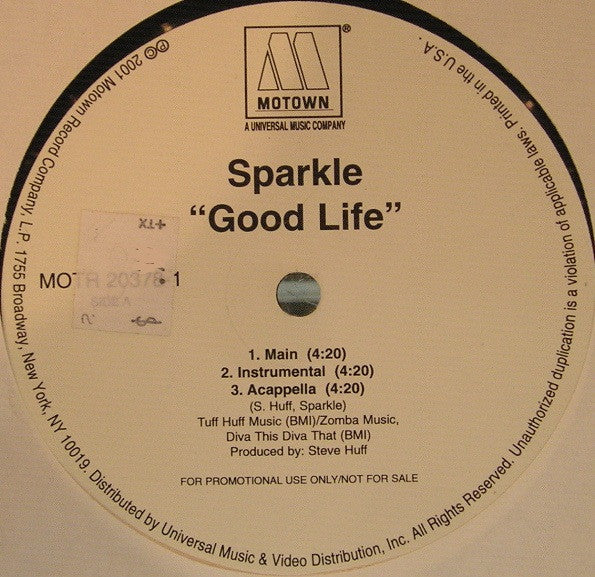 MOTOWN
®
A UNIVERSAL MUSIC COMPANY
Sparkle
“Good Life”
+TX
MOTR 20378-1
SIDE A
1. Main (4:20)
2. Instrumental (4:20)
3. Acappella (4:20)
(S. Huff, Sparkle)
Tuff Huff Music (BMI)/Zomba Music,
Diva This Diva That (BMI)
Produced by: Steve Huff
FOR PROMOTIONAL USE ONLY/NOT FOR SALE
℗© 2001 Motown Record Company, L.P. 1755 Broadway, New York, NY 10019. Distributed by Universal Music & Video Distribution, Inc. All Rights Reserved. Unauthorized duplication is a violation of applicable laws. Printed in the U.S.A.